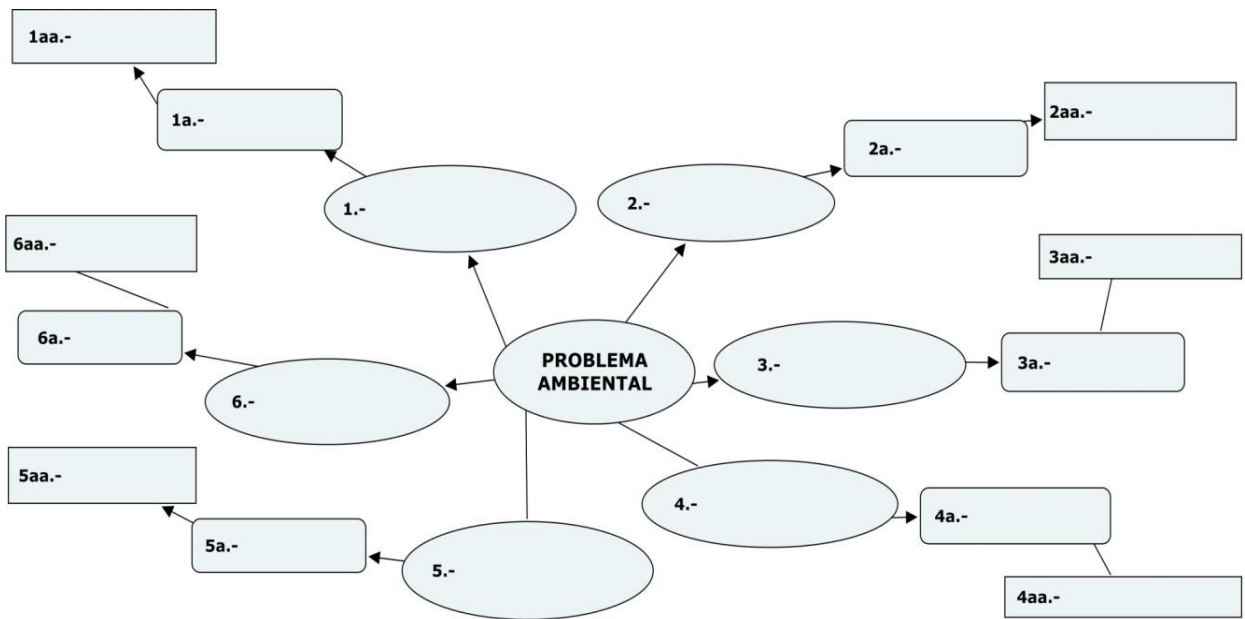 1aa.-
1a.-
1.-
2aa.-
2a.-
2.-
3aa.-
3a.-
3.-
PROBLEMA
AMBIENTAL
6aa.-
6a.-
6.-
5aa.-
5a.-
5.-
4.-
4a.-
4aa.-